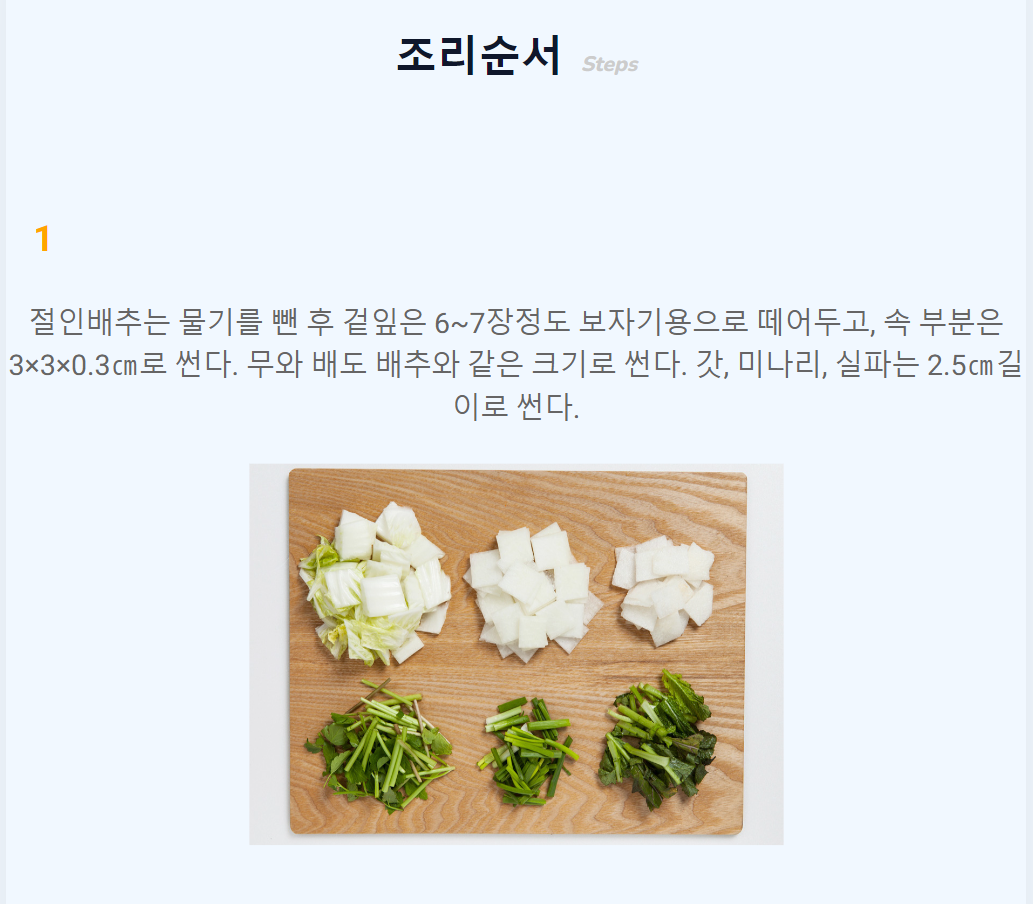 조리순서 Steps
1
절인배추는 물기를 뺀 후 겉잎은 6~7장정도 보자기용으로 떼어두고, 속 부분은
3×3×0.3㎝로 썬다. 무와 배도 배추와 같은 크기로 썬다. 갓, 미나리, 실파는 2.5㎝길
이로 썬다.